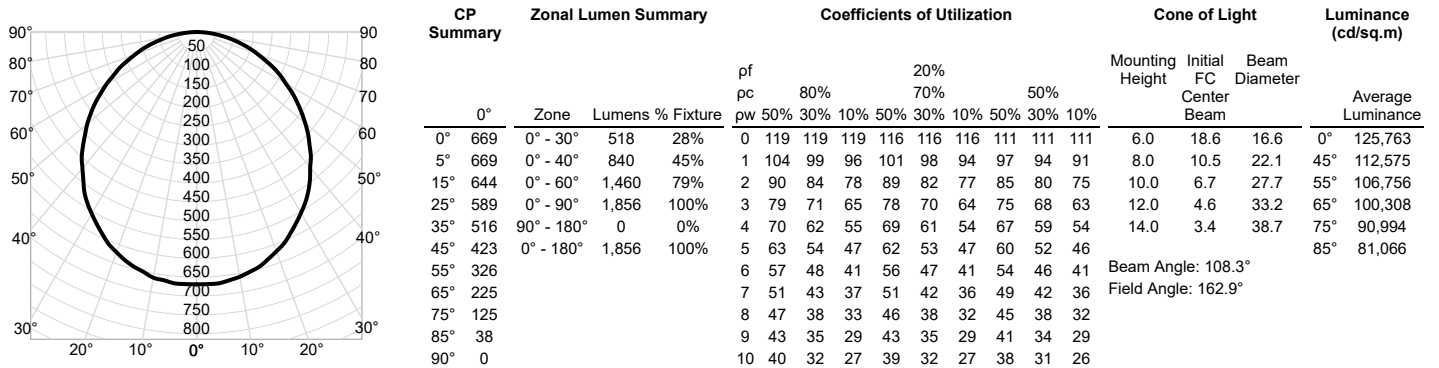 CP Summary Zonal Lumen Summary Coefficients of Utilization Cone of Light Luminance (cd/sq.m)
ρf 20%
ρc 80% 70% 50%
0° Zone Lumens % Fixture ρw 50% 30% 10% 50% 30% 10% 50% 30% 10% Mounting Height Initial FC Center Beam Beam Diameter Average Luminance
0° 669 0° - 30° 518 28% 0 119 119 119 116 116 116 111 111 111 6.0 18.6 16.6 0° 125,763
5° 669 0° - 40° 840 45% 1 104 99 96 101 98 94 97 94 91 8.0 10.5 22.1 45° 112,575
15° 644 0° - 60° 1,460 79% 2 90 84 78 89 82 77 85 80 75 10.0 6.7 27.7 55° 106,756
25° 589 0° - 90° 1,856 100% 3 79 71 65 78 70 64 75 68 63 12.0 4.6 33.2 65° 100,308
35° 516 90° - 180° 0 0% 4 70 62 55 69 61 54 67 59 54 14.0 3.4 38.7 75° 90,994
45° 423 0° - 180° 1,856 100% 5 63 54 47 62 53 47 60 52 46 85° 81,066
55° 326 6 57 48 41 56 47 41 54 46 41 Beam Angle: 108.3°
65° 225 7 51 43 37 51 42 36 49 42 36 Field Angle: 162.9°
75° 125 8 47 38 33 46 38 32 45 38 32
85° 38 9 43 35 29 43 35 29 41 34 29
90° 0 10 40 32 27 39 32 27 38 31 26
90° 90
50
80° 80°
100
150
70° 70
200
250
60° 60
300
350
50° 50°
400
450
500
40° 40°
550
600
650
700
750
30° 800 30°
20° 10° 0° 10° 20°